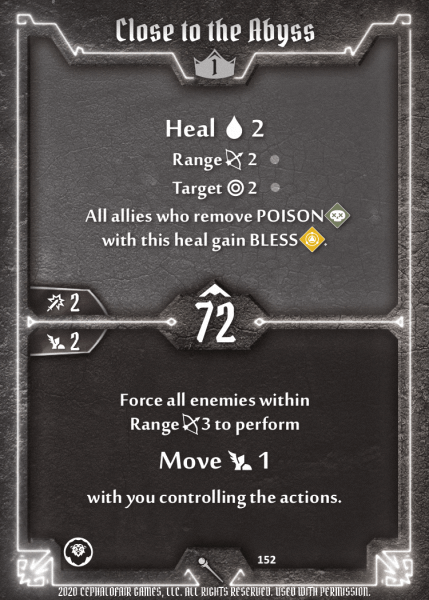 Close to the Abyss
1
Heal 2
Range 2
Target 2
All allies who remove POISON
with this heal gain BLESS.
2
72
2
Force all enemies within
Range 3 to perform
Move 1
with you controlling the actions.
152
2020 CEPHALOFAIR GAMES, LLC. ALL RIGHTS RESERVED. USED WITH PERMISSION.